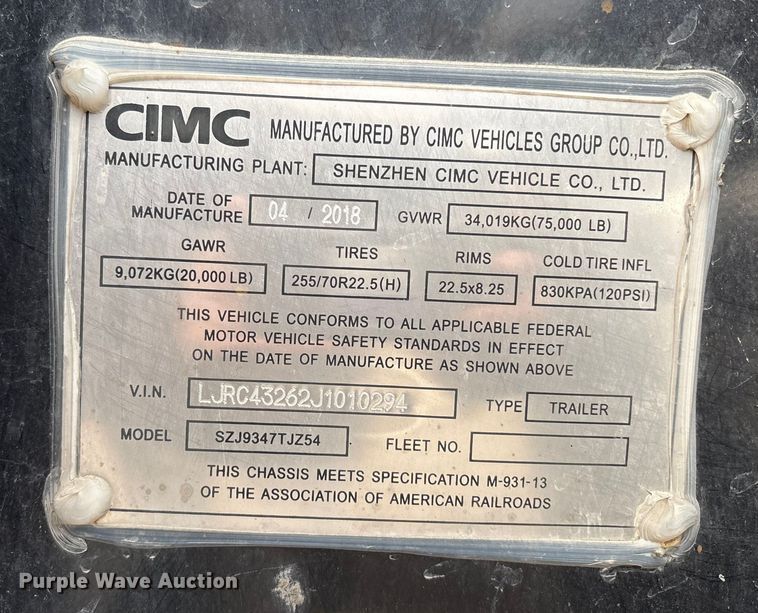 CIMC MANUFACTURED BY CIMC VEHICLES GROUP CO.,LTD.
MANUFACTURING PLANT: SHENZHEN CIMC VEHICLE CO., LTD.
DATE OF MANUFACTURE 04 / 2018 GVWR 34,019KG(75,000 LB)
GAWR TIRES RIMS COLD TIRE INFL
9,072KG(20,000 LB) 255/70R22.5(H) 22.5x8.25 830KPA(120PSI)
THIS VEHICLE CONFORMS TO ALL APPLICABLE FEDERAL
MOTOR VEHICLE SAFETY STANDARDS IN EFFECT
ON THE DATE OF MANUFACTURE AS SHOWN ABOVE
V.I.N. LJRC43262J1010294 TYPE TRAILER
MODEL SZJ9347TJZ54 FLEET NO.
THIS CHASSIS MEETS SPECIFICATION M-931-13
OF THE ASSOCIATION OF AMERICAN RAILROADS
Purple Wave Auction